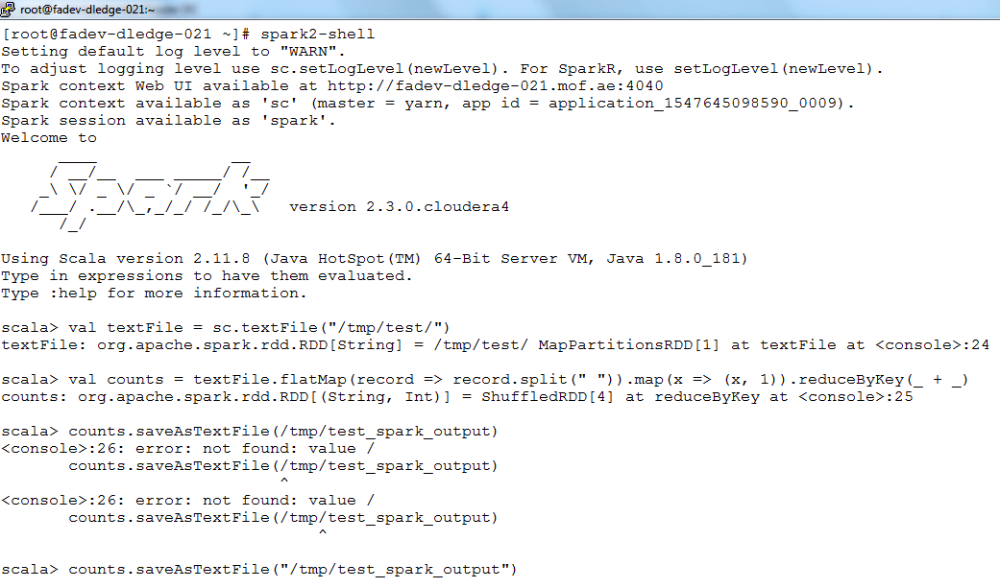 root@fadev-dledge-021:~
[root@fadev-dledge-021 ~]# spark2-shell
Setting default log level to "WARN".
To adjust logging level use sc.setLogLevel(newLevel). For SparkR, use setLogLevel(newLevel).
Spark context Web UI available at http://fadev-dledge-021.mof.ae:4040
Spark context available as 'sc' (master = yarn, app id = application_1547645098590_0009).
Spark session available as 'spark'.
Welcome to
      ____              __
     / __/__  ___ _____/ /__
    _\ \/ _ \/ _ `/ __/  '_/
   /___/ .__/\_,_/_/ /_/\_\   version 2.3.0.cloudera4
      /_/
Using Scala version 2.11.8 (Java HotSpot(TM) 64-Bit Server VM, Java 1.8.0_181)
Type in expressions to have them evaluated.
Type :help for more information.
scala> val textFile = sc.textFile("/tmp/test/")
textFile: org.apache.spark.rdd.RDD[String] = /tmp/test/ MapPartitionsRDD[1] at textFile at <console>:24
scala> val counts = textFile.flatMap(record => record.split(" ")).map(x => (x, 1)).reduceByKey(_ + _)
counts: org.apache.spark.rdd.RDD[(String, Int)] = ShuffledRDD[4] at reduceByKey at <console>:25
scala> counts.saveAsTextFile(/tmp/test_spark_output)
<console>:26: error: not found: value /
       counts.saveAsTextFile(/tmp/test_spark_output)
                             ^
<console>:26: error: not found: value /
       counts.saveAsTextFile(/tmp/test_spark_output)
                                 ^
scala> counts.saveAsTextFile("/tmp/test_spark_output")